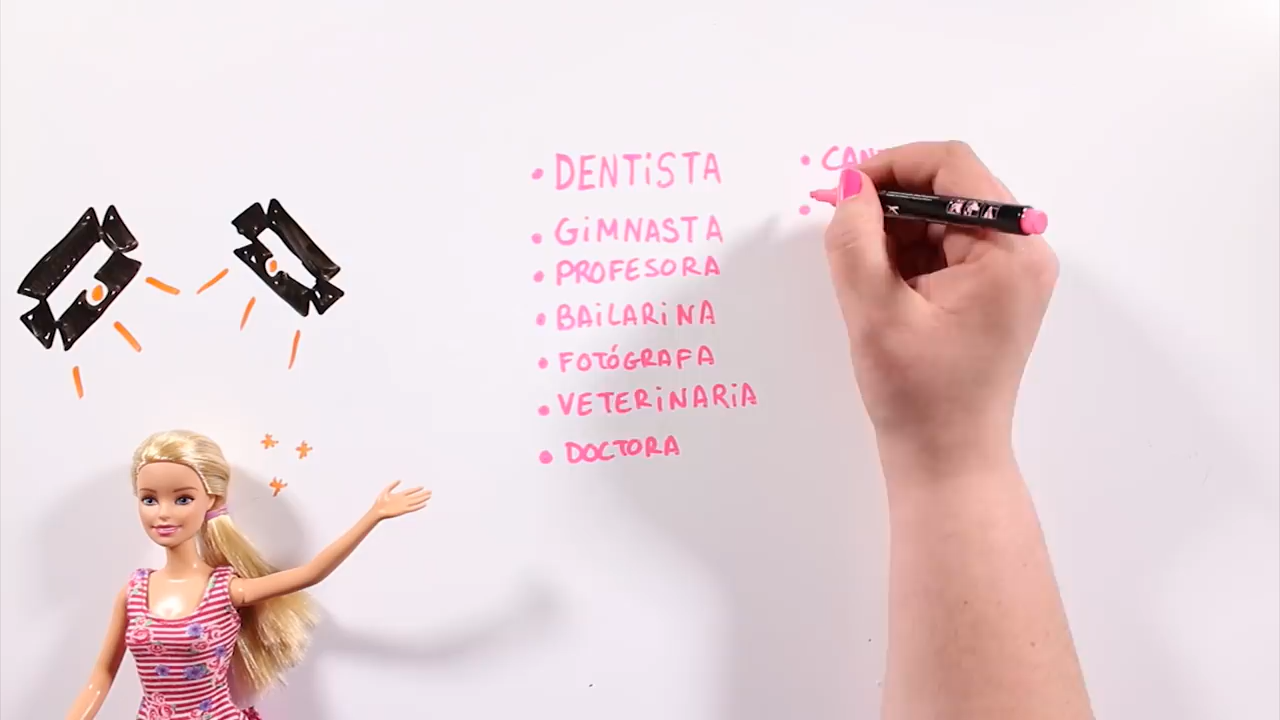 • DENTiSTA
• GiMNASTA
• PROFESORA
• BAiLARiNA
• FOTÓGRAFA
• VETERiNARiA
• DOCTORA